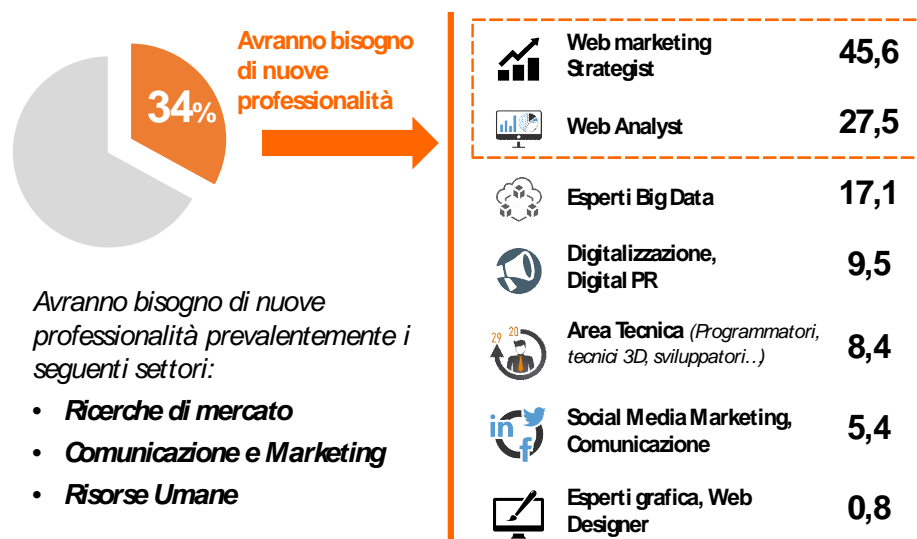 Avranno bisogno
di nuove
professionalità
34%
Avranno bisogno di nuove
professionalità prevalentemente i
seguenti settori:
• Ricerche di mercato
• Comunicazione e Marketing
• Risorse Umane
Web marketing
Strategist
45,6
Web Analyst
27,5
Esperti Big Data
17,1
Digitalizzazione,
Digital PR
9,5
29 20
Area Tecnica (Programmatori,
tecnici 3D, sviluppatori…)
8,4
in f
Social Media Marketing,
Comunicazione
5,4
Esperti grafica, Web
Designer
0,8